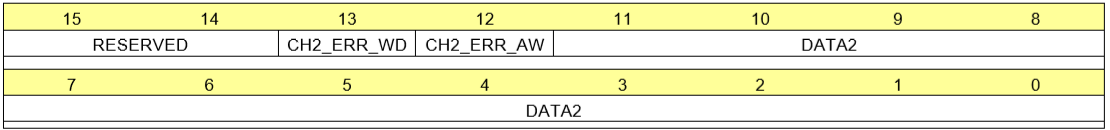 15 14 13 12 11 10 9 8
RESERVED CH2_ERR_WD CH2_ERR_AW DATA2
7 6 5 4 3 2 1 0
DATA2